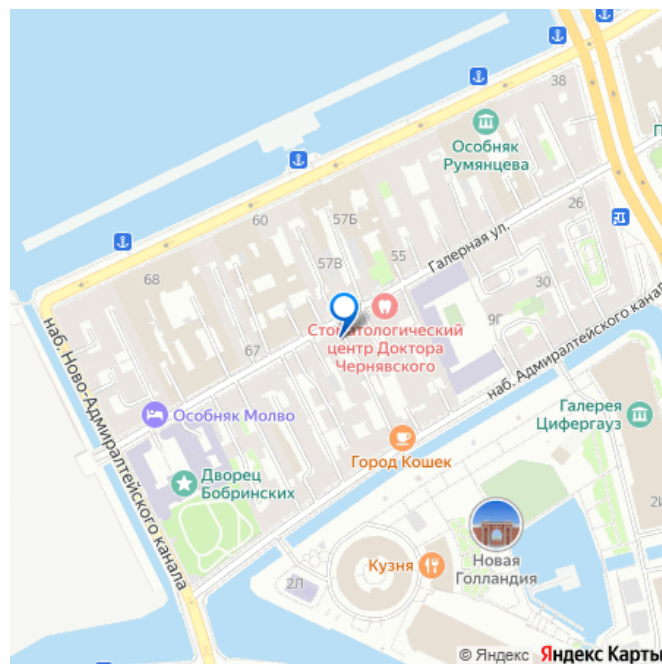 38
Особняк
Румянцева
П
60
57Б
26
55
57В
Галерная ул.
68
30
9Г
Стоматологический
центр Доктора
Чернявского
67
наб. Адмиралтейского канала
наб. Ново-Адмиралтейского канала
Особняк Молво
Галерея
Цифергауз
Город Кошек
Дворец
Бобринских
2И
Кузня
Новая
Голландия
2Л
© Яндекс Яндекс Карты